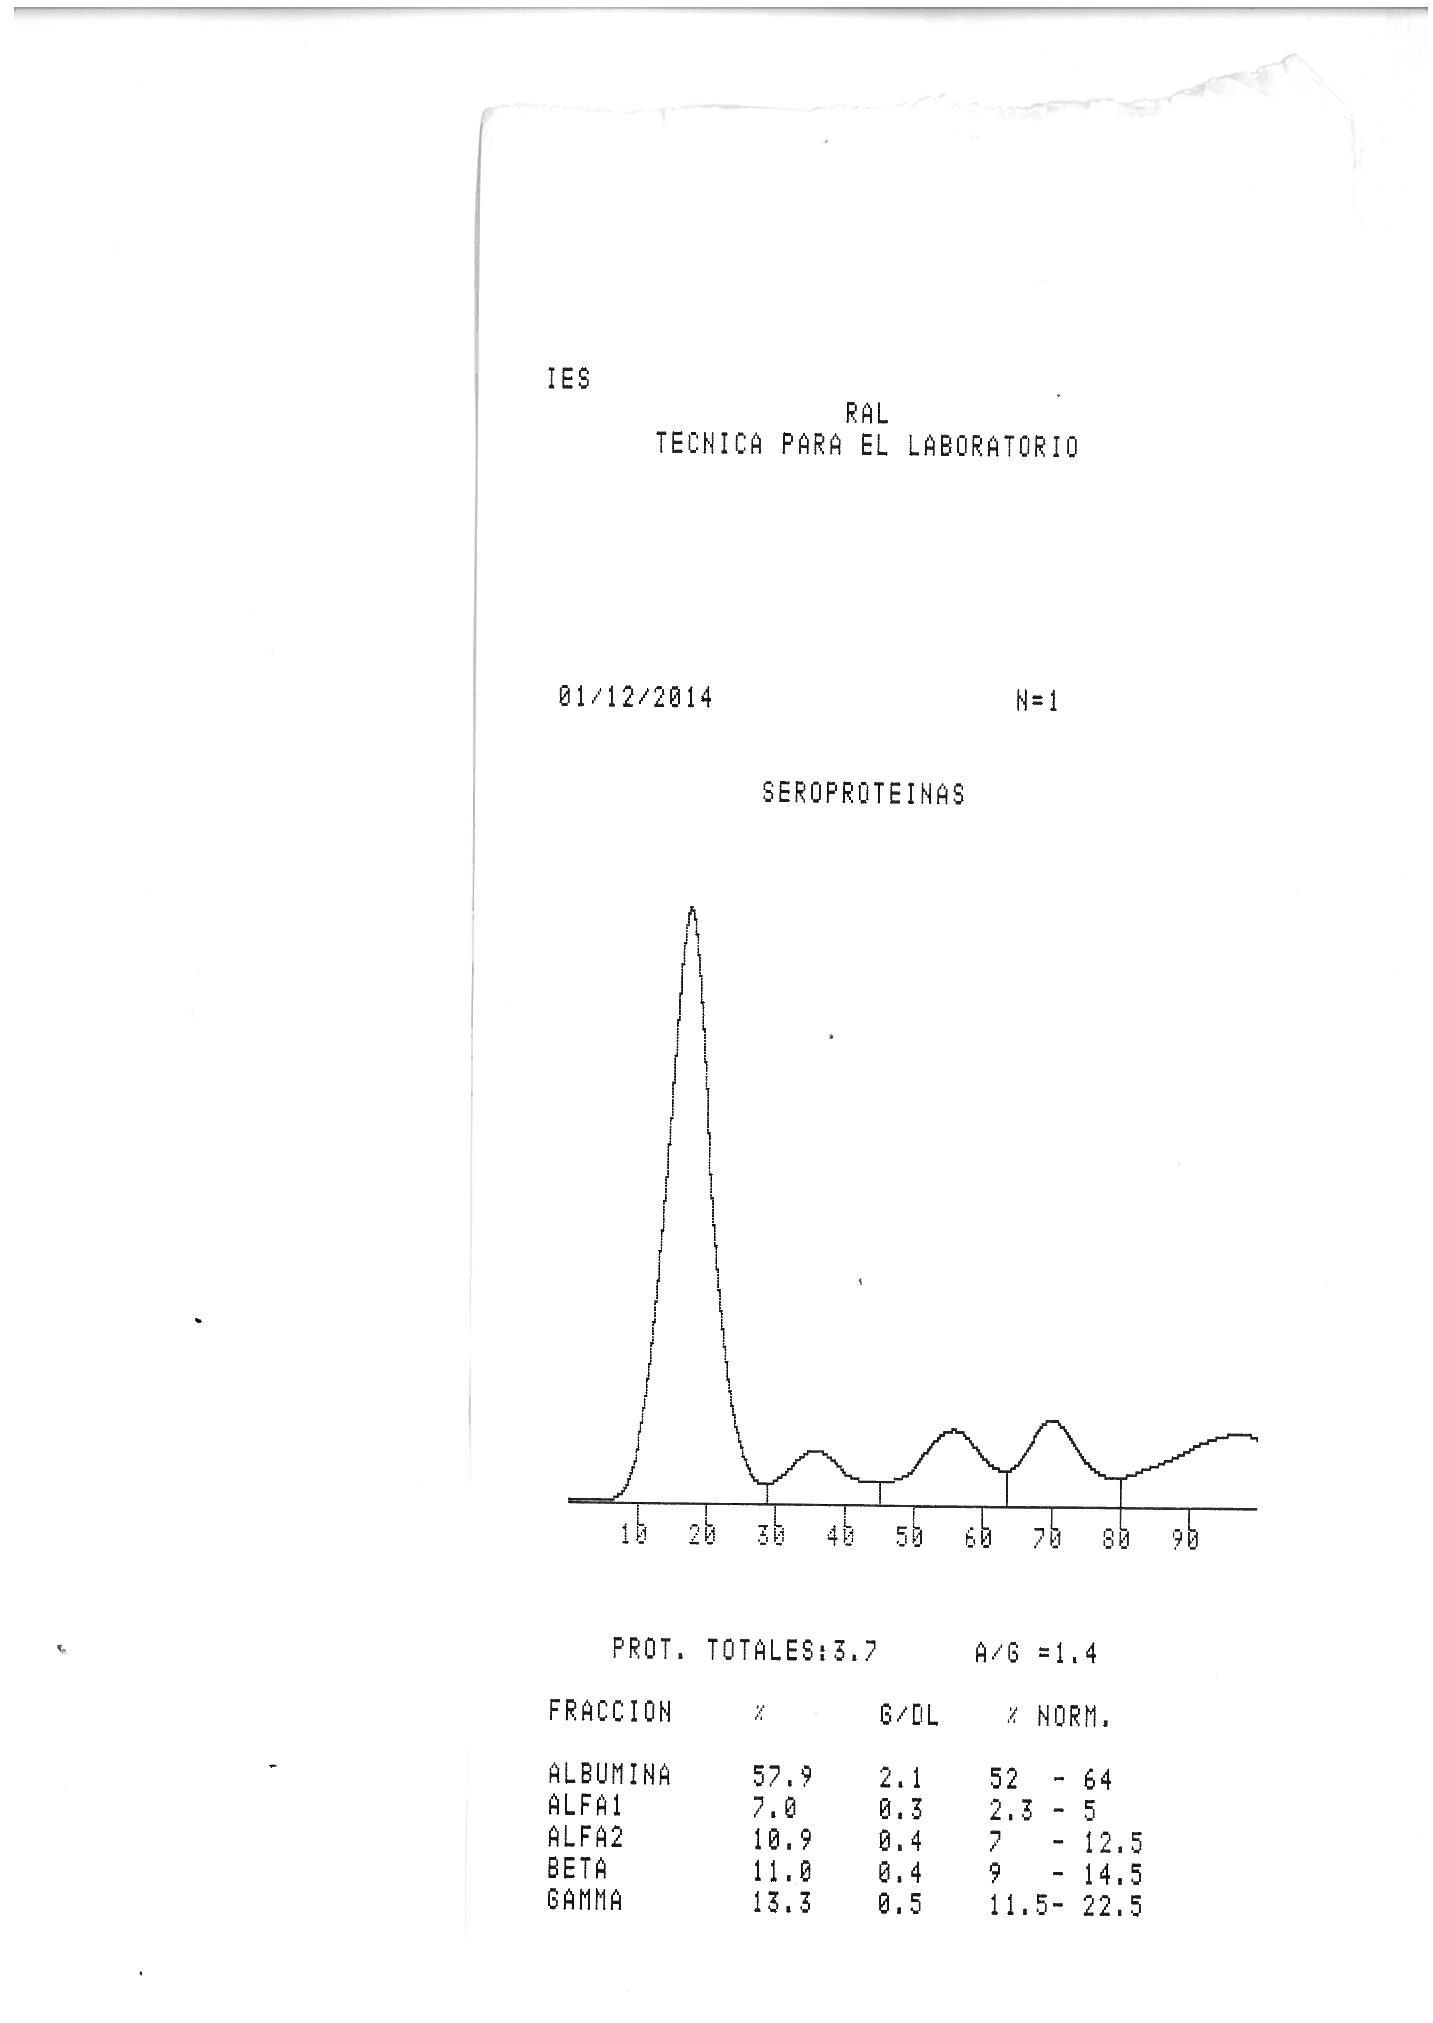 IES
RAL
TECNICA PARA EL LABORATORIO
01/12/2014 N=1
SEROPROTEINAS
10 20 30 40 50 60 70 80 90
PROT. TOTALES:3.7 A/G =1.4
FRACCION % G/DL % NORM.
ALBUMINA 57.9 2.1 52 - 64
ALFA1 7.0 0.3 2.3 - 5
ALFA2 10.9 0.4 7 - 12.5
BETA 11.0 0.4 9 - 14.5
GAMMA 13.3 0.5 11.5- 22.5